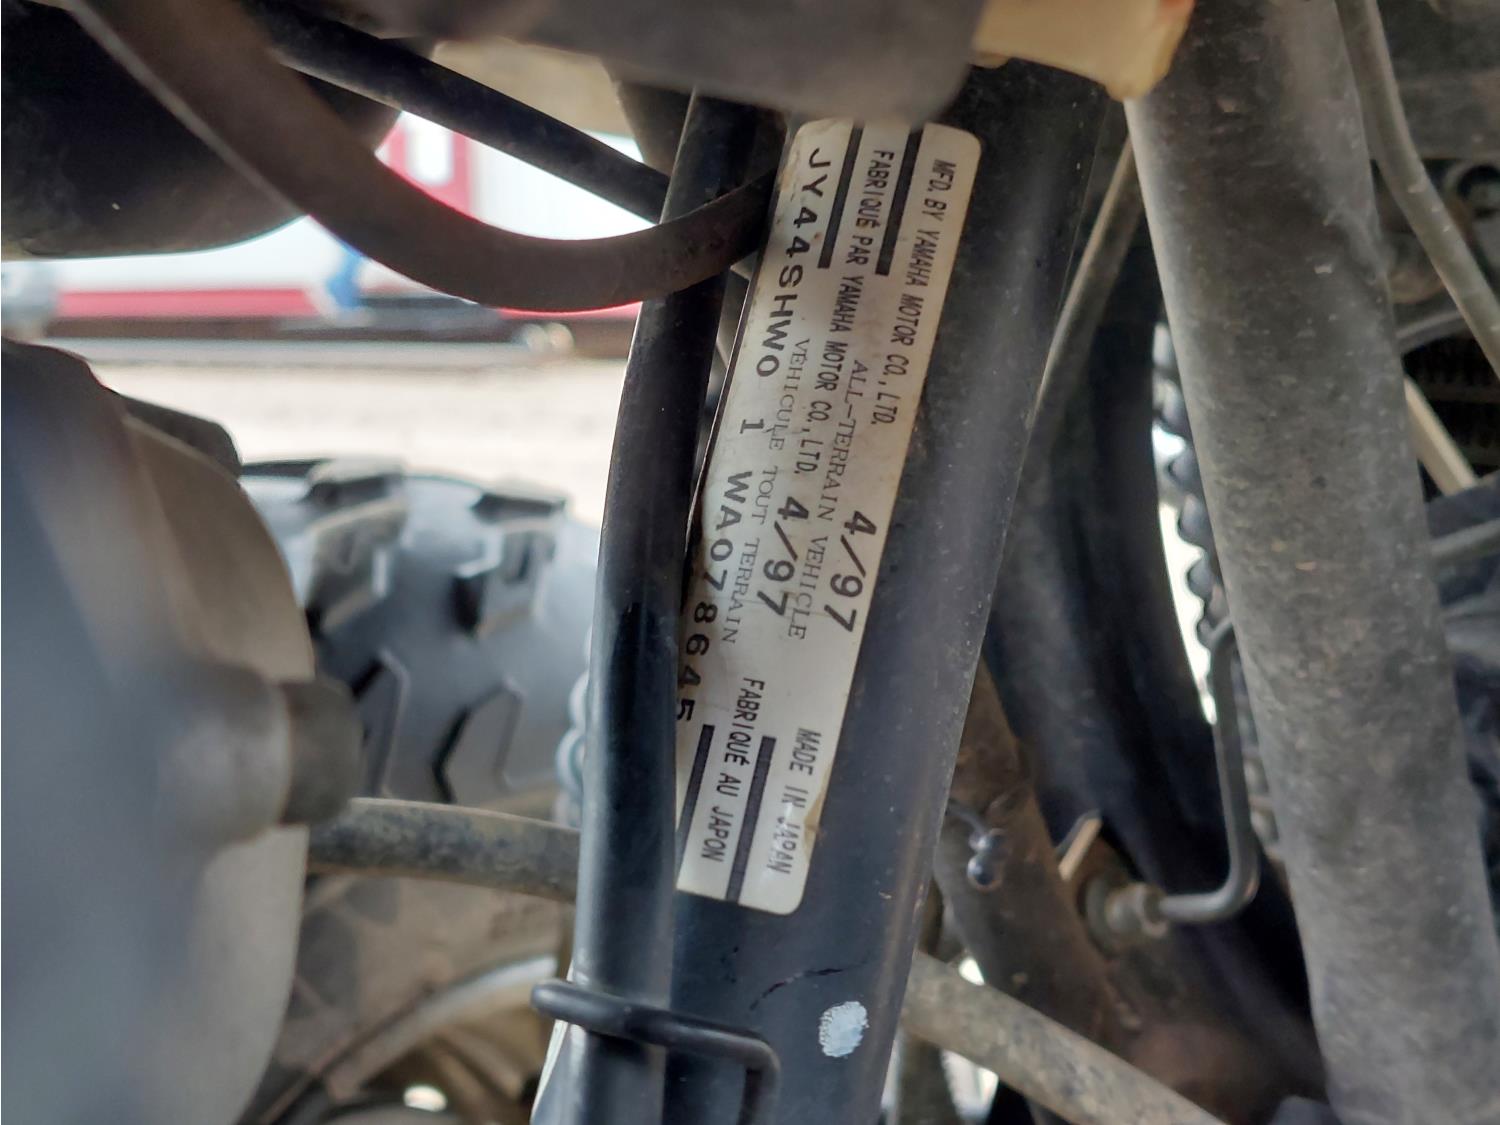 MFD. BY YAMAHA MOTOR CO., LTD. 4/97 MADE IN JAPAN
ALL-TERRAIN VEHICLE
FABRIQUÉ PAR YAMAHA MOTOR CO., LTD. 4/97 FABRIQUÉ AU JAPON
VÉHICULE TOUT TERRAIN
JY44SHW0 1 WA078645